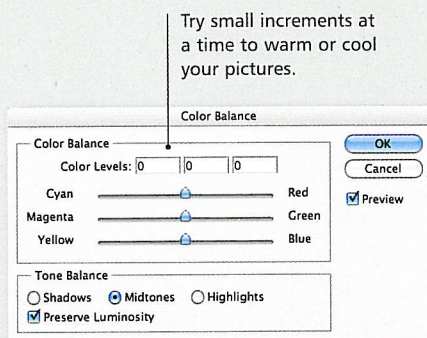 Try small increments at
a time to warm or cool
your pictures.
Color Balance
Color Balance
Color Levels: 0 0 0
Cyan Red
Magenta Green
Yellow Blue
Tone Balance
Shadows Midtones Highlights
Preserve Luminosity
OK
Cancel
Preview